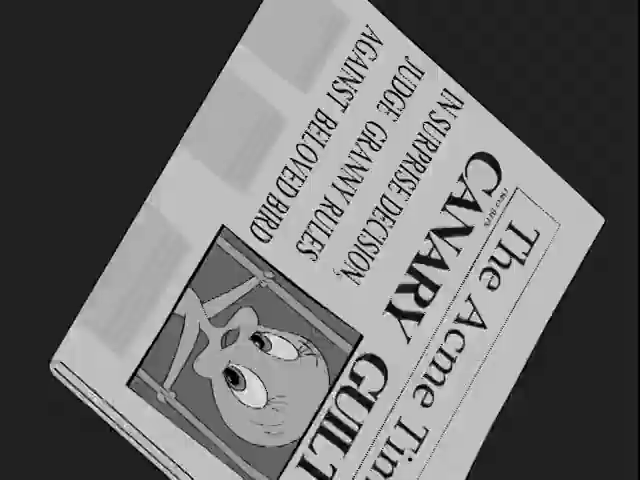 The Acme Tim
CANARY GUILT
IN SURPRISE DECISION,
JUDGE GRANNY RULES
AGAINST BELOVED BIRD